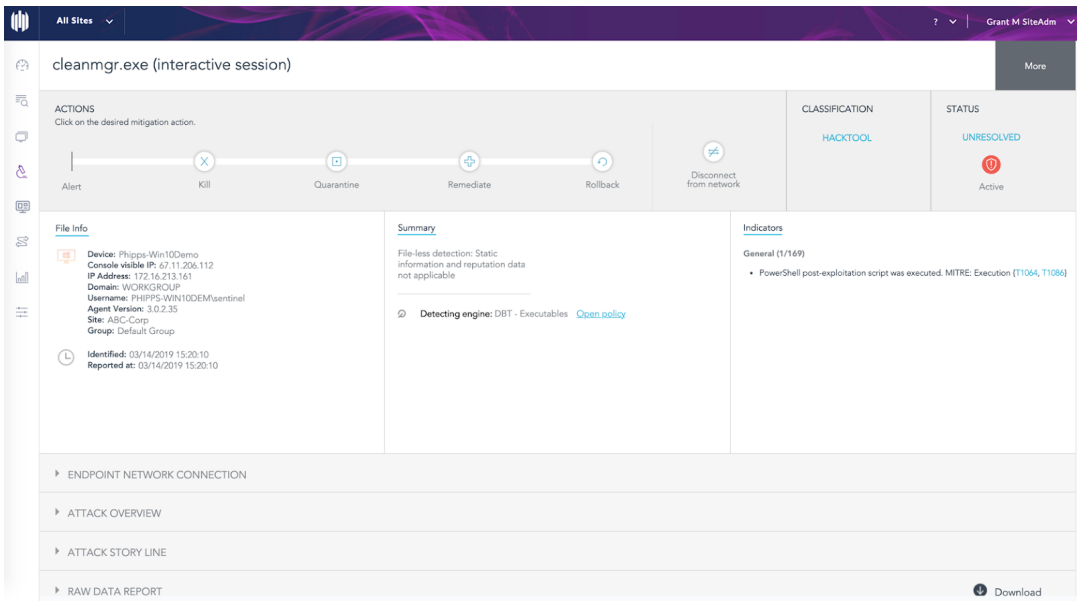 All Sites
?
Grant M SiteAdm
cleanmgr.exe (interactive session)
More
ACTIONS
Click on the desired mitigation action.
Alert
Kill
Quarantine
Remediate
Rollback
Disconnect
from network
CLASSIFICATION
HACKTOOL
STATUS
UNRESOLVED
Active
File Info
Device: Phipps-Win10Demo
Console visible IP: 67.11.206.112
IP Address: 172.16.213.161
Domain: WORKGROUP
Username: PHIPPS-WIN10DEM\sentinel
Agent Version: 3.0.2.35
Site: ABC-Corp
Group: Default Group
Identified: 03/14/2019 15:20:10
Reported at: 03/14/2019 15:20:10
Summary
File-less detection: Static
information and reputation data
not applicable
Detecting engine: DBT - Executables Open policy
Indicators
General (1/169)
• PowerShell post-exploitation script was executed. MITRE: Execution {T1064, T1086}
ENDPOINT NETWORK CONNECTION
ATTACK OVERVIEW
ATTACK STORY LINE
RAW DATA REPORT
Download